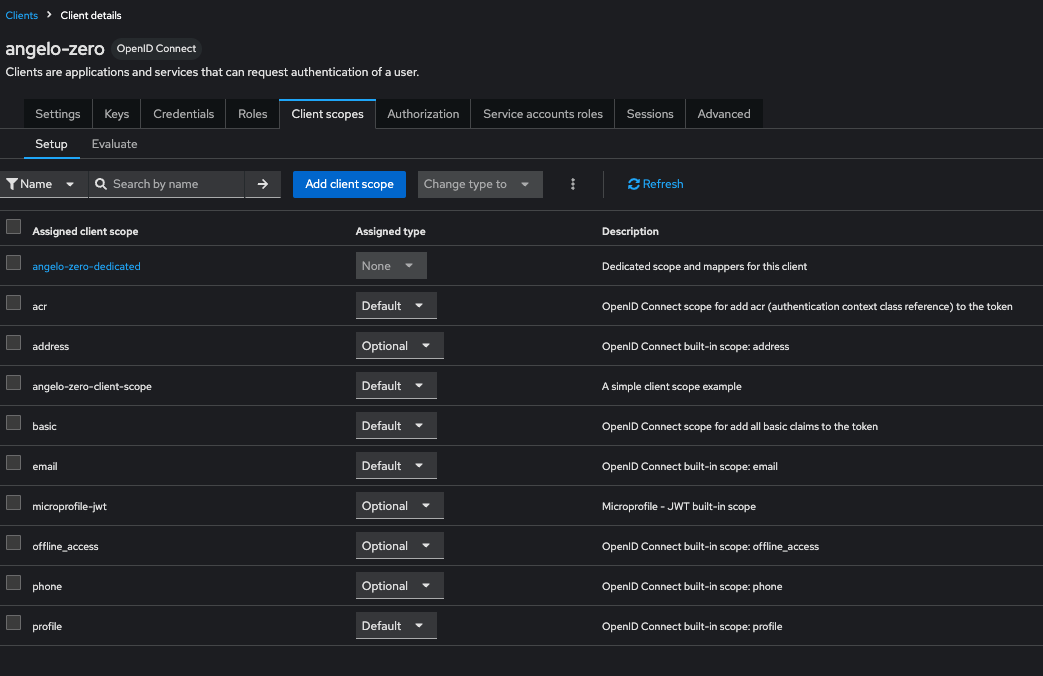 Clients > Client details
angelo-zero OpenID Connect
Clients are applications and services that can request authentication of a user.
Settings Keys Credentials Roles Client scopes Authorization Service accounts roles Sessions Advanced
Setup Evaluate
Name Search by name Add client scope Change type to Refresh
Assigned client scope Assigned type Description
angelo-zero-dedicated None Dedicated scope and mappers for this client
acr Default OpenID Connect scope for add acr (authentication context class reference) to the token
address Optional OpenID Connect built-in scope: address
angelo-zero-client-scope Default A simple client scope example
basic Default OpenID Connect scope for add all basic claims to the token
email Default OpenID Connect built-in scope: email
microprofile-jwt Optional Microprofile - JWT built-in scope
offline_access Optional OpenID Connect built-in scope: offline_access
phone Optional OpenID Connect built-in scope: phone
profile Default OpenID Connect built-in scope: profile